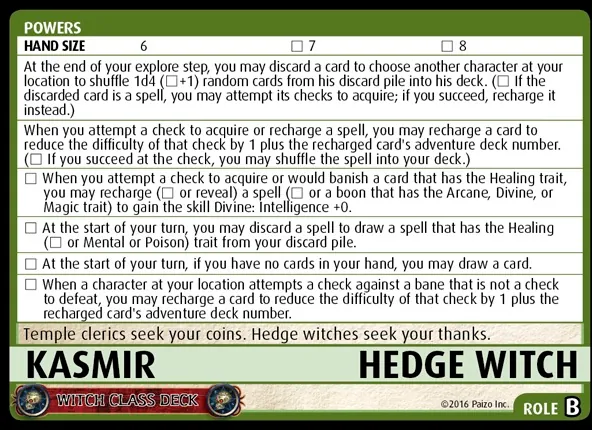 POWERS
HAND SIZE 6 □ 7 □ 8
At the end of your explore step, you may discard a card to choose another character at your
location to shuffle 1d4 (□+1) random cards from his discard pile into his deck. (□ If the
discarded card is a spell, you may attempt its checks to acquire; if you succeed, recharge it
instead.)
When you attempt a check to acquire or recharge a spell, you may recharge a card to
reduce the difficulty of that check by 1 plus the recharged card's adventure deck number.
(□ If you succeed at the check, you may shuffle the spell into your deck.)
□ When you attempt a check to acquire or would banish a card that has the Healing trait,
you may recharge (□ or reveal) a spell (□ or a boon that has the Arcane, Divine, or
Magic trait) to gain the skill Divine: Intelligence +0.
□ At the start of your turn, you may discard a spell to draw a spell that has the Healing
(□ or Mental or Poison) trait from your discard pile.
□ At the start of your turn, if you have no cards in your hand, you may draw a card.
□ When a character at your location attempts a check against a bane that is not a check
to defeat, you may recharge a card to reduce the difficulty of that check by 1 plus the
recharged card's adventure deck number.
Temple clerics seek your coins. Hedge witches seek your thanks.
KASMIR HEDGE WITCH
WITCH CLASS DECK
©2016 Paizo Inc. ROLE B